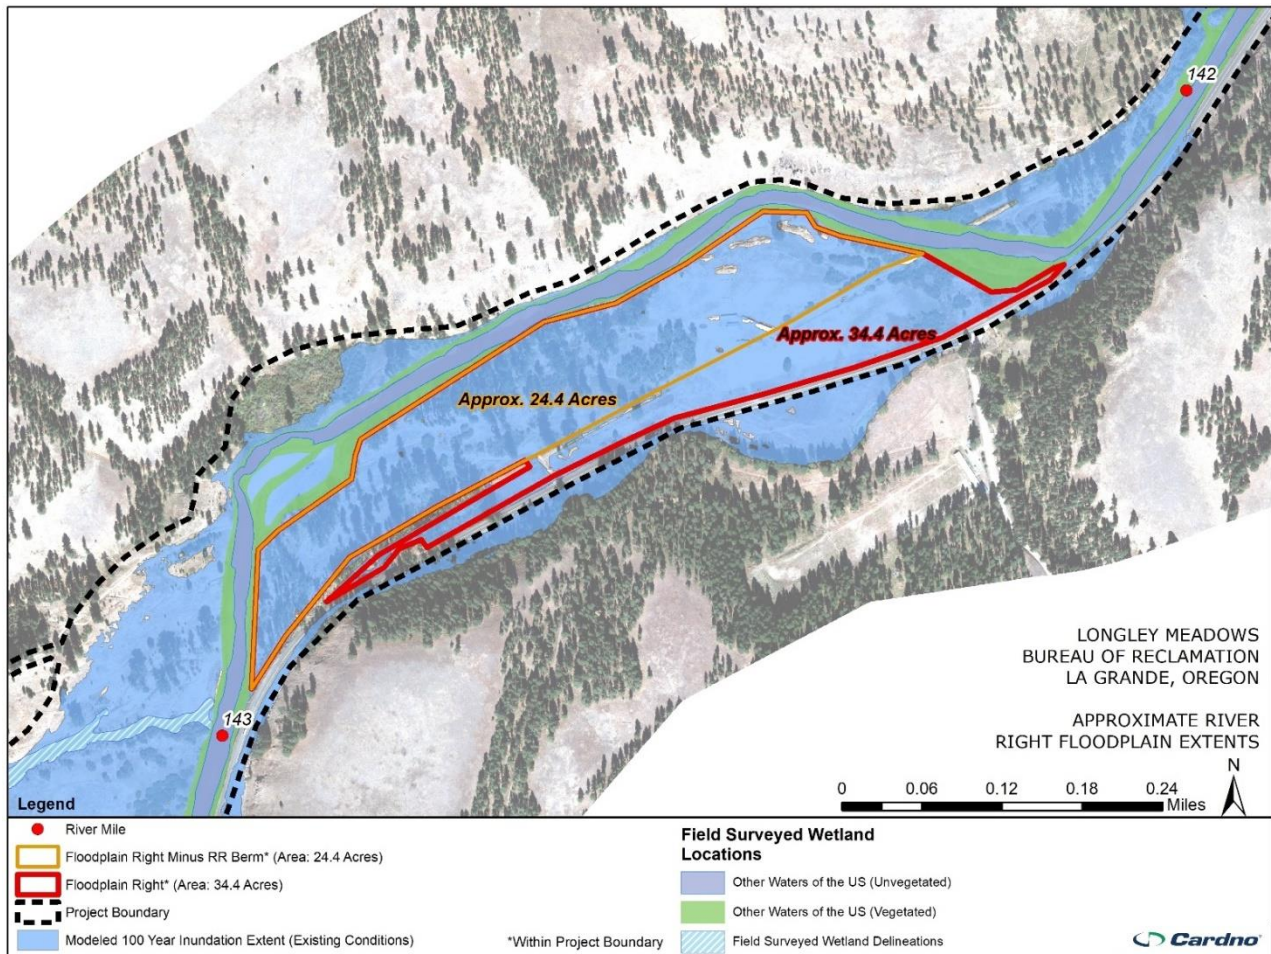 142
Approx. 34.4 Acres
Approx. 24.4 Acres
143
LONGLEY MEADOWS
BUREAU OF RECLAMATION
LA GRANDE, OREGON
APPROXIMATE RIVER
RIGHT FLOODPLAIN EXTENTS
N
0 0.06 0.12 0.18 0.24
Miles
Legend
River Mile
Floodplain Right Minus RR Berm* (Area: 24.4 Acres)
Floodplain Right* (Area: 34.4 Acres)
Project Boundary
Modeled 100 Year Inundation Extent (Existing Conditions)
*Within Project Boundary
Field Surveyed Wetland
Locations
Other Waters of the US (Unvegetated)
Other Waters of the US (Vegetated)
Field Surveyed Wetland Delineations
Cardno